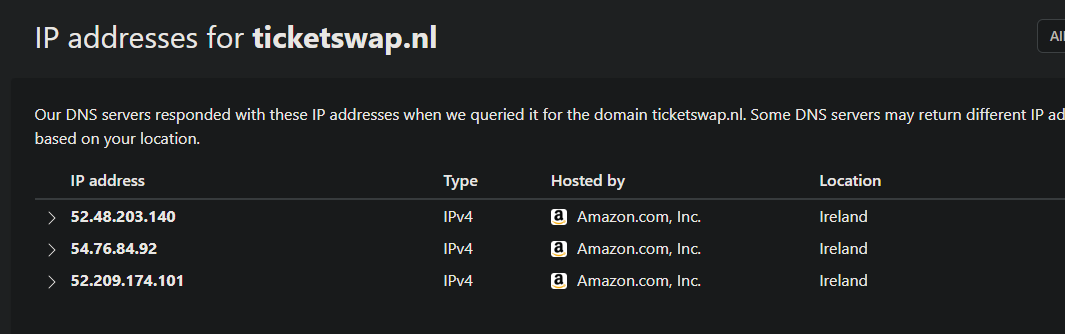 IP addresses for ticketswap.nl
All
Our DNS servers responded with these IP addresses when we queried it for the domain ticketswap.nl. Some DNS servers may return different IP ad
based on your location.
IP address Type Hosted by Location
52.48.203.140 IPv4 Amazon.com, Inc. Ireland
54.76.84.92 IPv4 Amazon.com, Inc. Ireland
52.209.174.101 IPv4 Amazon.com, Inc. Ireland